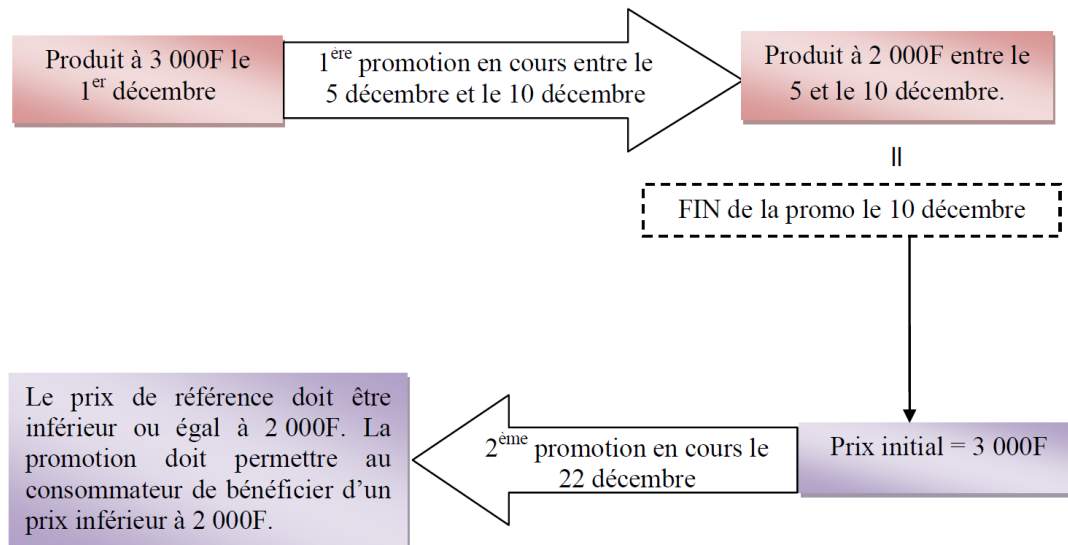 Produit à 3 000F le
1er décembre
1ère promotion en cours entre le
5 décembre et le 10 décembre
Produit à 2 000F entre le
5 et le 10 décembre.
=
FIN de la promo le 10 décembre
Prix initial = 3 000F
2ème promotion en cours le
22 décembre
Le prix de référence doit être
inférieur ou égal à 2 000F. La
promotion doit permettre au
consommateur de bénéficier d'un
prix inférieur à 2 000F.